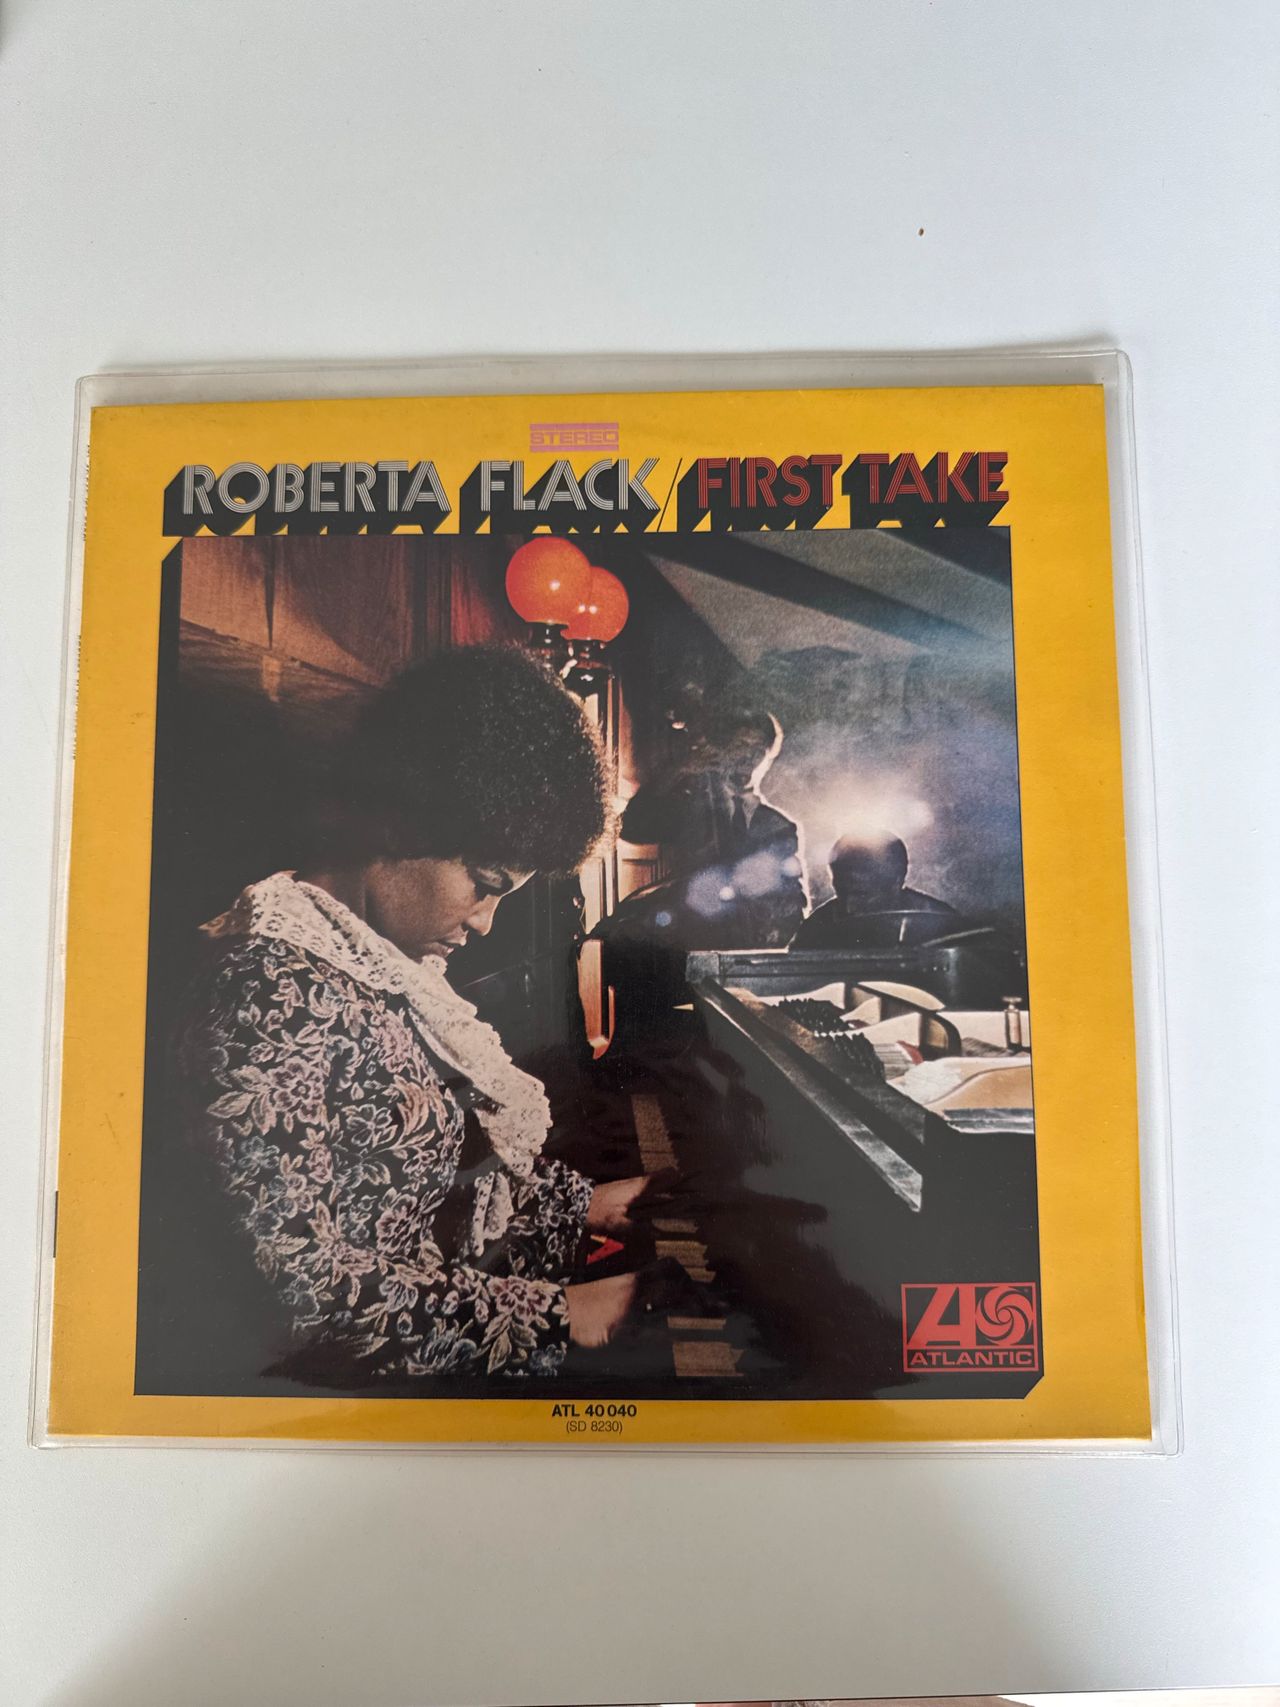 STEREO
ROBERTA FLACK/FIRST TAKE
ATLANTIC
ATL 40 040
(SD 8230)